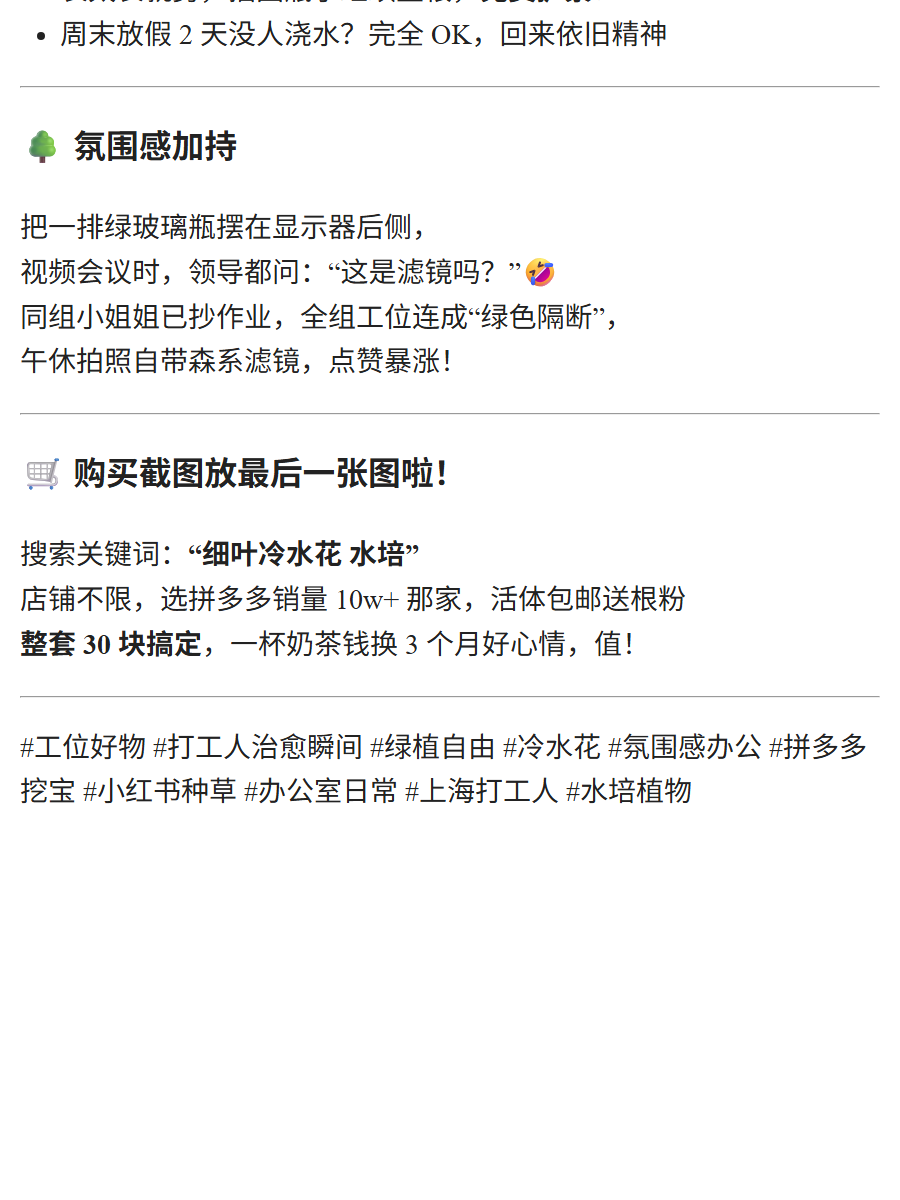 周末放假 2 天没人浇水？完全 OK，回来依旧精神
🌳 氛围感加持
把一排绿玻璃瓶摆在显示器后侧，
视频会议时，领导都问：“这是滤镜吗？”🤣
同组小姐姐已抄作业，全组工位连成“绿色隔断”，
午休拍照自带森系滤镜，点赞暴涨！
🛒 购买截图放最后一张图啦！
搜索关键词：“细叶冷水花 水培”
店铺不限，选拼多多销量 10w+ 那家，活体包邮送根粉
整套 30 块搞定，一杯奶茶钱换 3 个月好心情，值！
#工位好物 #打工人治愈瞬间 #绿植自由 #冷水花 #氛围感办公 #拼多多
挖宝 #小红书种草 #办公室日常 #上海打工人 #水培植物